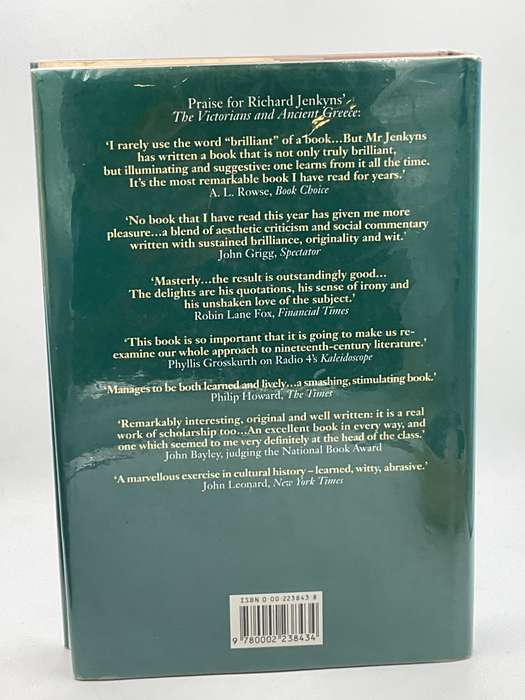 Praise for Richard Jenkyns'
The Victorians and Ancient Greece:
'I rarely use the word "brilliant" of a book...But Mr Jenkyns
has written a book that is not only truly brilliant,
but illuminating and suggestive: one learns from it all the time.
It's the most remarkable book I have read for years.'
A. L. Rowse, Book Choice
'No book that I have read this year has given me more
pleasure...a blend of aesthetic criticism and social commentary
written with sustained brilliance, originality and wit.'
John Grigg, Spectator
'Masterly...the result is outstandingly good...
The delights are his quotations, his sense of irony and
his unshaken love of the subject.'
Robin Lane Fox, Financial Times
'This book is so important that it is going to make us re-
examine our whole approach to nineteenth-century literature.'
Phyllis Grosskurth on Radio 4's Kaleidoscope
'Manages to be both learned and lively...a smashing, stimulating book.'
Philip Howard, The Times
'Remarkably interesting, original and well written: it is a real
work of scholarship too...An excellent book in every way, and
one which seemed to me very definitely at the head of the class.'
John Bayley, judging the National Book Award
'A marvellous exercise in cultural history – learned, witty, abrasive.'
John Leonard, New York Times
ISBN 0-00-223843-8
9 780002 238434